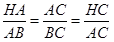 HA/AB = AC/BC = HC/AC